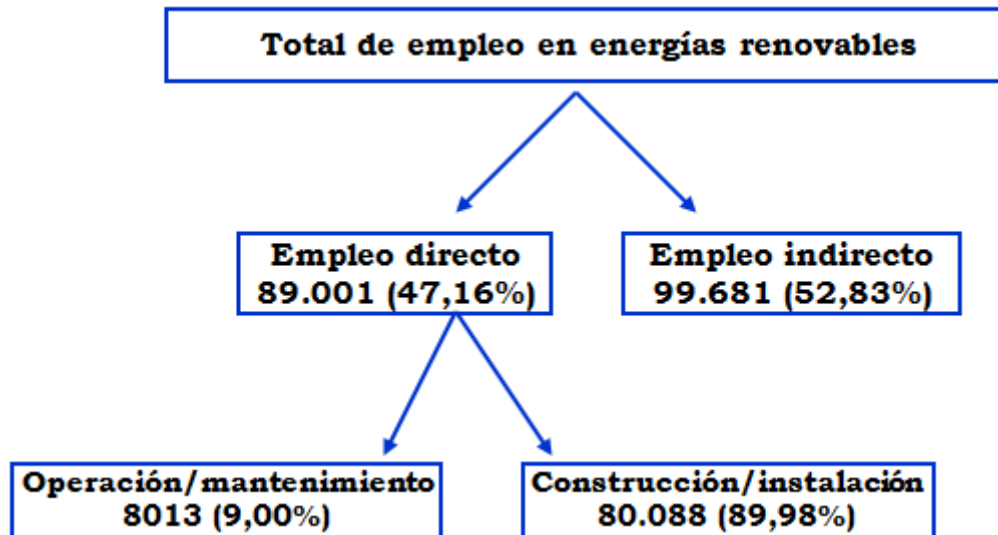 Total de empleo en energías renovables
Empleo directo
89.001 (47,16%)
Empleo indirecto
99.681 (52,83%)
Operación/mantenimiento
8013 (9,00%)
Construcción/instalación
80.088 (89,98%)